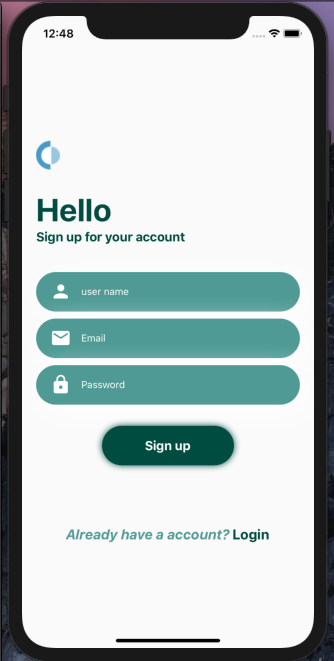 12:48
Hello
Sign up for your account
user name
Email
Password
Sign up
Already have a account? Login